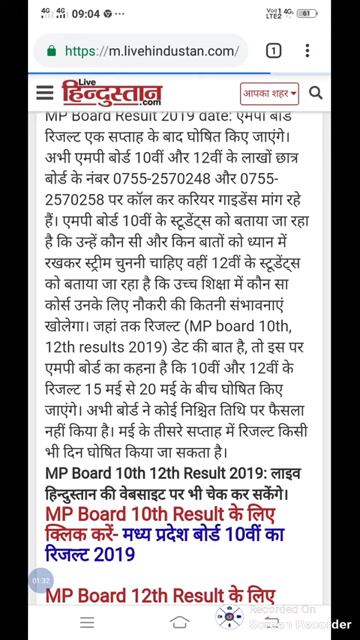 4G 4G 09:04 ••• Vo) 1 4G LTE2 61
https://m.livehindustan.com/ 1
Live
हिन्दुस्तान
.com
आपका शहर
MP Board Result 2019 date: एमपी बोर्ड
रिजल्ट एक सप्ताह के बाद घोषित किए जाएंगे।
अभी एमपी बोर्ड 10वीं और 12वीं के लाखों छात्र
बोर्ड के नंबर 0755-2570248 और 0755-
2570258 पर कॉल कर करियर गाइडेंस मांग रहे
हैं। एमपी बोर्ड 10वीं के स्टूडेंट्स को बताया जा रहा
है कि उन्हें कौन सी और किन बातों को ध्यान में
रखकर स्ट्रीम चुननी चाहिए वहीं 12वीं के स्टूडेंट्स
को बताया जा रहा है कि उच्च शिक्षा में कौन सा
कोर्स उनके लिए नौकरी की कितनी संभावनाएं
खोलेगा। जहां तक रिजल्ट (MP board 10th,
12th results 2019) डेट की बात है, तो इस पर
एमपी बोर्ड का कहना है कि 10वीं और 12वीं के
रिजल्ट 15 मई से 20 मई के बीच घोषित किए
जाएंगे। अभी बोर्ड ने कोई निश्चित तिथि पर फैसला
नहीं किया है। मई के तीसरे सप्ताह में रिजल्ट किसी
भी दिन घोषित किया जा सकता है।
MP Board 10th 12th Result 2019: लाइव
हिन्दुस्तान की वेबसाइट पर भी चेक कर सकेंगे।
MP Board 10th Result के लिए
क्लिक करें- मध्य प्रदेश बोर्ड 10वीं का
रिजल्ट 2019
01:32
MP Board 12th Result के लिए
Recorded On
Screen Recorder